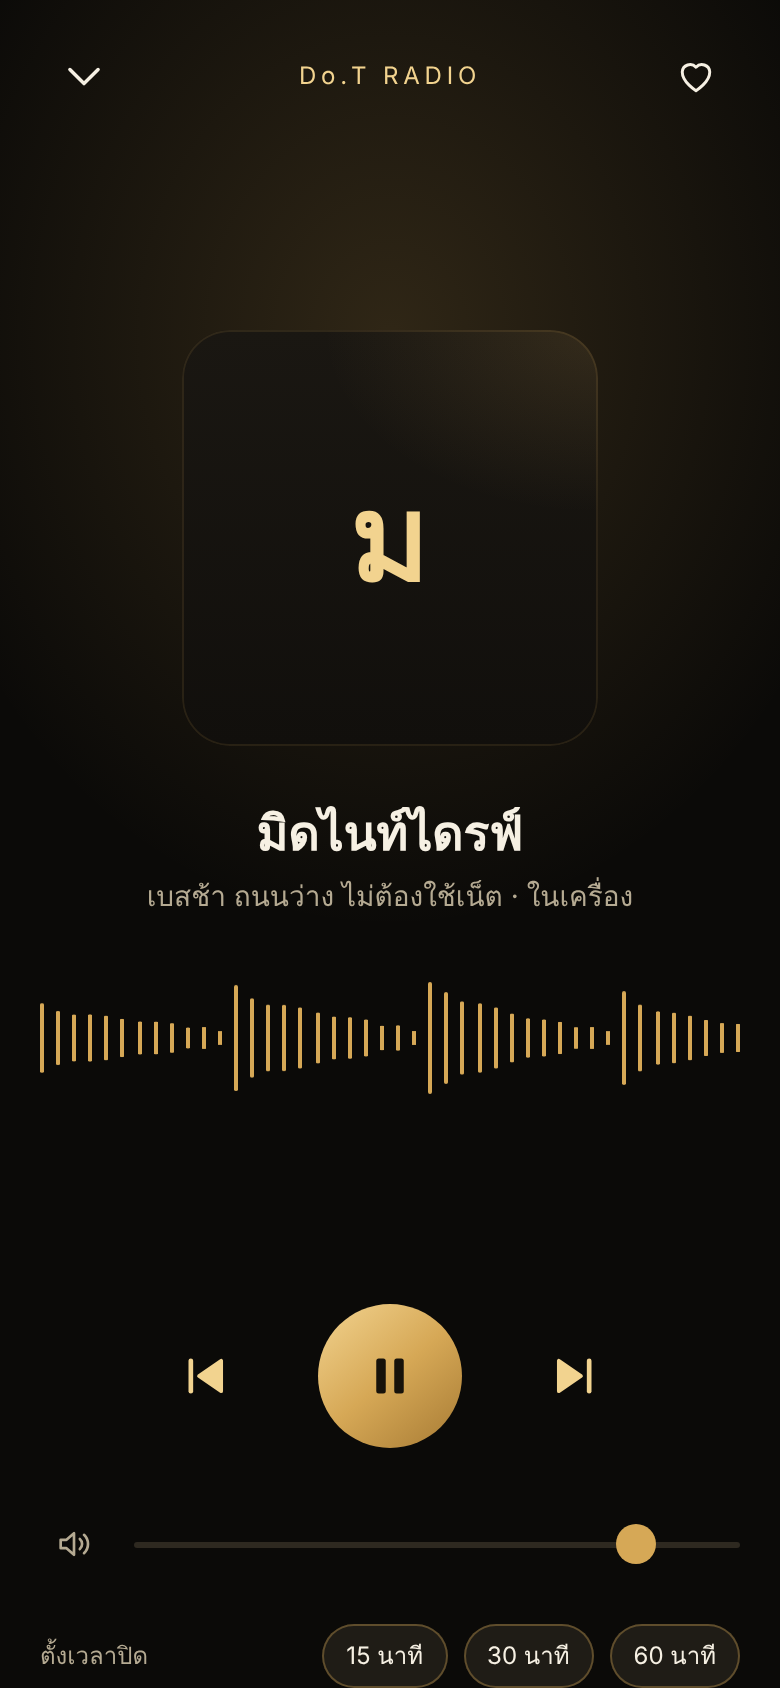 Do.T RADIO
ม
มิดไนท์ไดรฟ์
เบสช้า ถนนว่าง ไม่ต้องใช้เน็ต · ในเครื่อง
ตั้งเวลาปิด 15 นาที 30 นาที 60 นาที